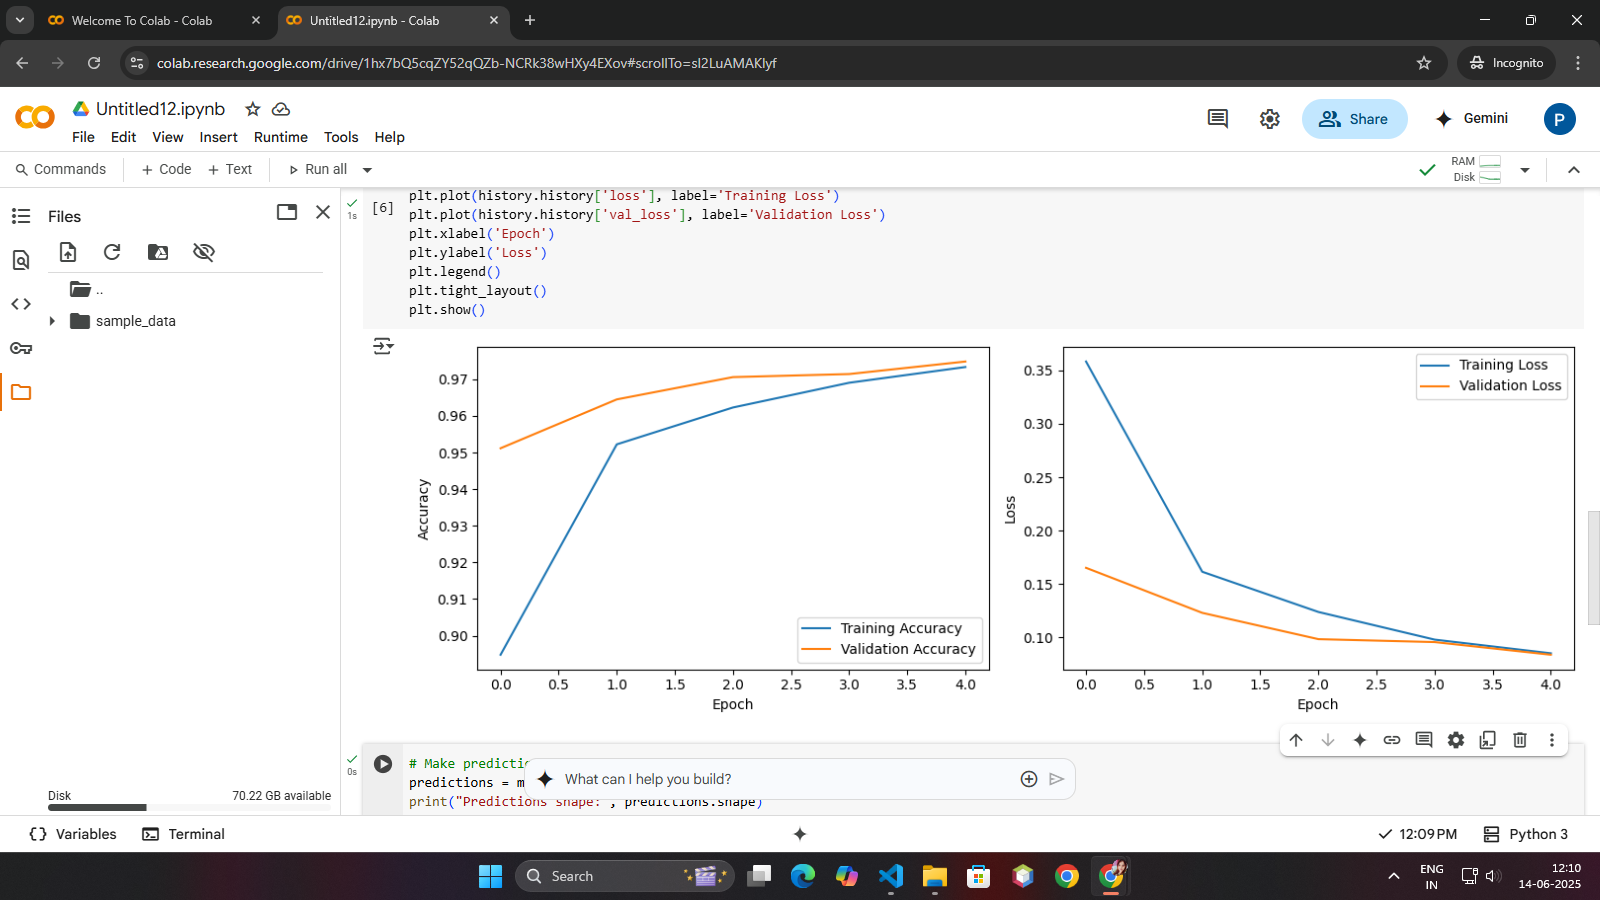 Welcome To Colab - Colab
Untitled12.ipynb - Colab
colab.research.google.com/drive/1hx7bQ5cqZY52qQZb-NCRk38wHXy4EXov#scrollTo=sl2LuAMAKlyf
Incognito
Untitled12.ipynb
File Edit View Insert Runtime Tools Help
Share
Gemini
P
Commands + Code + Text Run all
RAM
Disk
Files
..
sample_data
Disk 70.22 GB available
1s
[6]
plt.plot(history.history['loss'], label='Training Loss')
plt.plot(history.history['val_loss'], label='Validation Loss')
plt.xlabel('Epoch')
plt.ylabel('Loss')
plt.legend()
plt.tight_layout()
plt.show()
0.97
0.96
0.95
0.94
0.93
0.92
0.91
0.90
Accuracy
Training Accuracy
Validation Accuracy
0.0 0.5 1.0 1.5 2.0 2.5 3.0 3.5 4.0
Epoch
0.35
0.30
0.25
0.20
0.15
0.10
Loss
Training Loss
Validation Loss
0.0 0.5 1.0 1.5 2.0 2.5 3.0 3.5 4.0
Epoch
0s
# Make predictio
predictions = m
print("Predictions shape:", predictions.shape)
What can I help you build?
Variables
Terminal
12:09 PM
Python 3
Search
ENG
IN
12:10
14-06-2025